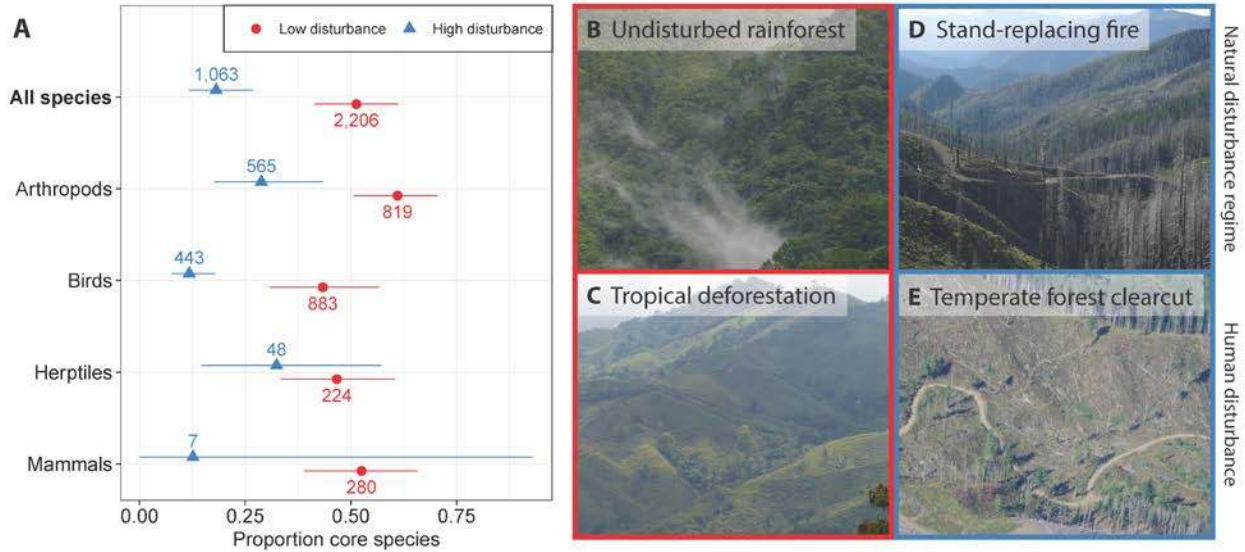 A
Low disturbance
High disturbance
All species
1,063
2,206
Arthropods
565
819
Birds
443
883
Herptiles
48
224
Mammals
7
280
0.00
0.25
0.50
0.75
Proportion core species
B Undisturbed rainforest
D Stand-replacing fire
Natural disturbance regime
C Tropical deforestation
E Temperate forest clearcut
Human disturbance